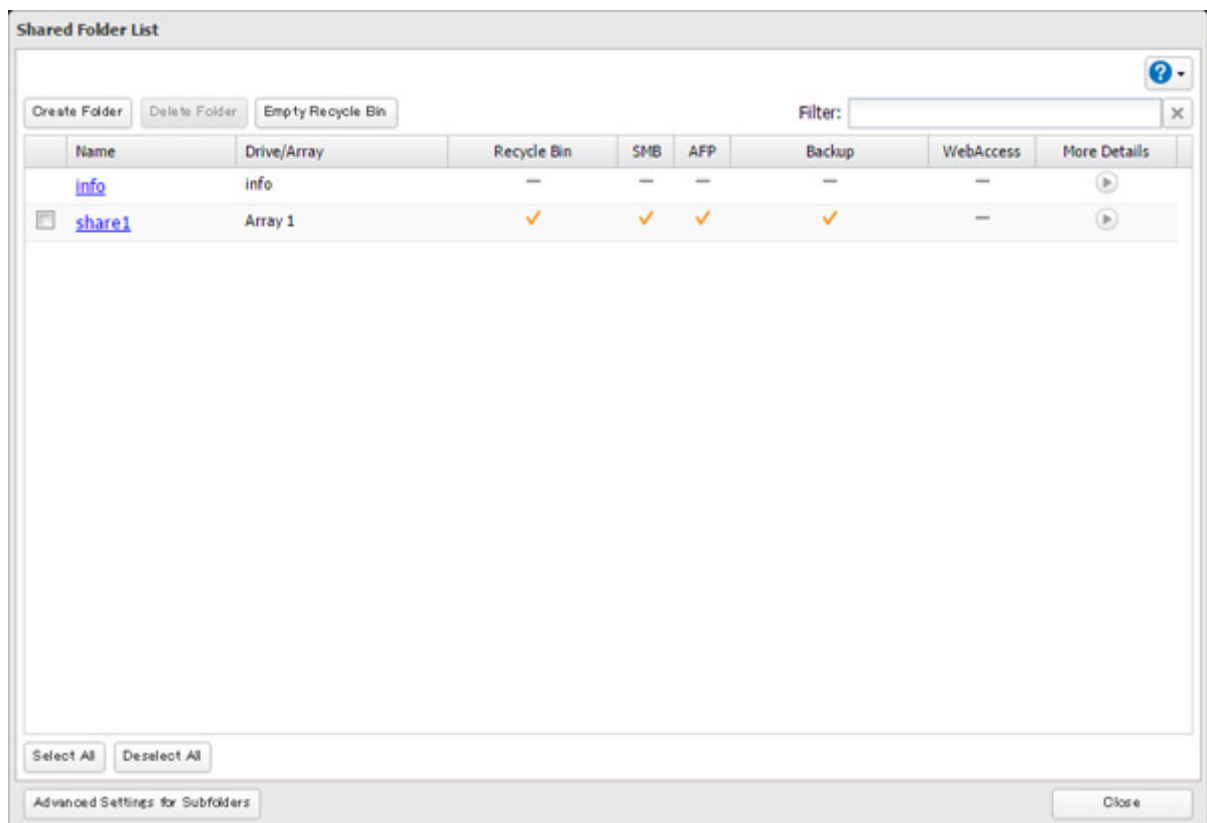 Shared Folder List
?
Create Folder Delete Folder Empty Recycle Bin Filter:
Name Drive/Array Recycle Bin SMB AFP Backup WebAccess More Details
info info — — — — —
share1 Array 1 ✓ ✓ ✓ ✓ —
Select All Deselect All
Advanced Settings for Subfolders Close